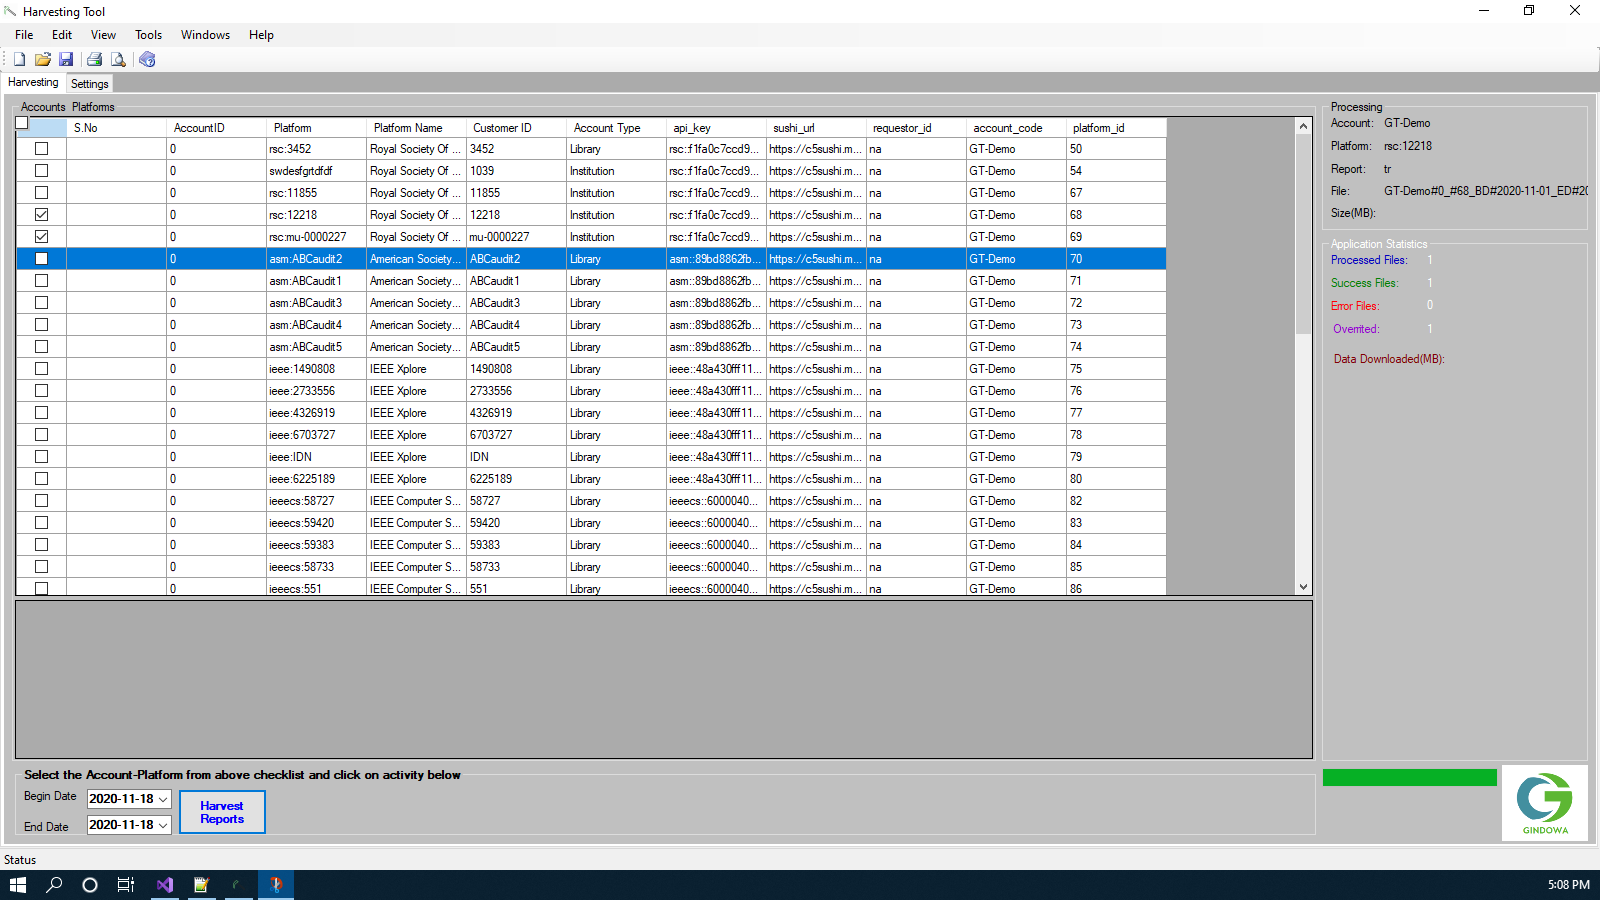 Harvesting Tool
File Edit View Tools Windows Help
Harvesting Settings
Accounts Platforms
S.No AccountID Platform Platform Name Customer ID Account Type api_key sushi_url requestor_id account_code platform_id
0 rsc:3452 Royal Society Of ... 3452 Library rsc:f1fa0c7ccd9... https://c5sushi.m... na GT-Demo 50
0 swdesfgrtdfdf Royal Society Of ... 1039 Institution rsc:f1fa0c7ccd9... https://c5sushi.m... na GT-Demo 54
0 rsc:11855 Royal Society Of ... 11855 Institution rsc:f1fa0c7ccd9... https://c5sushi.m... na GT-Demo 67
0 rsc:12218 Royal Society Of ... 12218 Institution rsc:f1fa0c7ccd9... https://c5sushi.m... na GT-Demo 68
0 rsc:mu-0000227 Royal Society Of ... mu-0000227 Institution rsc:f1fa0c7ccd9... https://c5sushi.m... na GT-Demo 69
0 asm:ABCaudit2 American Society... ABCaudit2 Library asm::89bd8862fb... https://c5sushi.m... na GT-Demo 70
0 asm:ABCaudit1 American Society... ABCaudit1 Library asm::89bd8862fb... https://c5sushi.m... na GT-Demo 71
0 asm:ABCaudit3 American Society... ABCaudit3 Library asm::89bd8862fb... https://c5sushi.m... na GT-Demo 72
0 asm:ABCaudit4 American Society... ABCaudit4 Library asm::89bd8862fb... https://c5sushi.m... na GT-Demo 73
0 asm:ABCaudit5 American Society... ABCaudit5 Library asm::89bd8862fb... https://c5sushi.m... na GT-Demo 74
0 ieee:1490808 IEEE Xplore 1490808 Library ieee::48a430fff11... https://c5sushi.m... na GT-Demo 75
0 ieee:2733556 IEEE Xplore 2733556 Library ieee::48a430fff11... https://c5sushi.m... na GT-Demo 76
0 ieee:4326919 IEEE Xplore 4326919 Library ieee::48a430fff11... https://c5sushi.m... na GT-Demo 77
0 ieee:6703727 IEEE Xplore 6703727 Library ieee::48a430fff11... https://c5sushi.m... na GT-Demo 78
0 ieee:IDN IEEE Xplore IDN Library ieee::48a430fff11... https://c5sushi.m... na GT-Demo 79
0 ieee:6225189 IEEE Xplore 6225189 Library ieee::48a430fff11... https://c5sushi.m... na GT-Demo 80
0 ieeecs:58727 IEEE Computer S... 58727 Library ieeecs::6000040... https://c5sushi.m... na GT-Demo 82
0 ieeecs:59420 IEEE Computer S... 59420 Library ieeecs::6000040... https://c5sushi.m... na GT-Demo 83
0 ieeecs:59383 IEEE Computer S... 59383 Library ieeecs::6000040... https://c5sushi.m... na GT-Demo 84
0 ieeecs:58733 IEEE Computer S... 58733 Library ieeecs::6000040... https://c5sushi.m... na GT-Demo 85
0 ieeecs:551 IEEE Computer S... 551 Library ieeecs::6000040... https://c5sushi.m... na GT-Demo 86
Processing
Account: GT-Demo
Platform: rsc:12218
Report: tr
File: GT-Demo#0_#68_BD#2020-11-01_ED#20
Size(MB):
Application Statistics
Processed Files: 1
Success Files: 1
Error Files: 0
Overrited: 1
Data Downloaded(MB):
Select the Account-Platform from above checklist and click on activity below
Begin Date 2020-11-18
End Date 2020-11-18
Harvest
Reports
GINDOWA
Status
5:08 PM